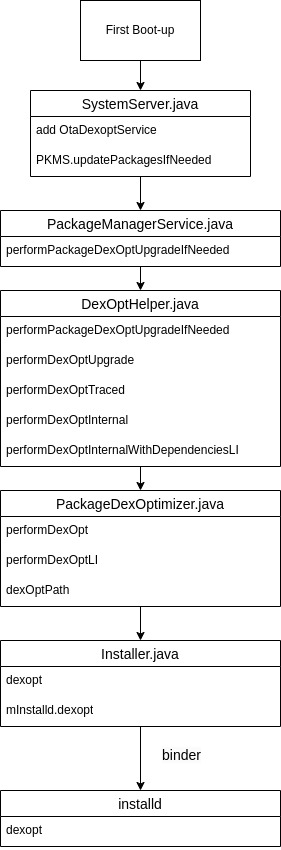 First Boot-up
SystemServer.java
add OtaDexoptService
PKMS.updatePackagesIfNeeded
PackageManagerService.java
performPackageDexOptUpgradeIfNeeded
DexOptHelper.java
performPackageDexOptUpgradeIfNeeded
performDexOptUpgrade
performDexOptTraced
performDexOptInternal
performDexOptInternalWithDependenciesLI
PackageDexOptimizer.java
performDexOpt
performDexOptLI
dexOptPath
Installer.java
dexopt
mInstalld.dexopt
binder
installd
dexopt